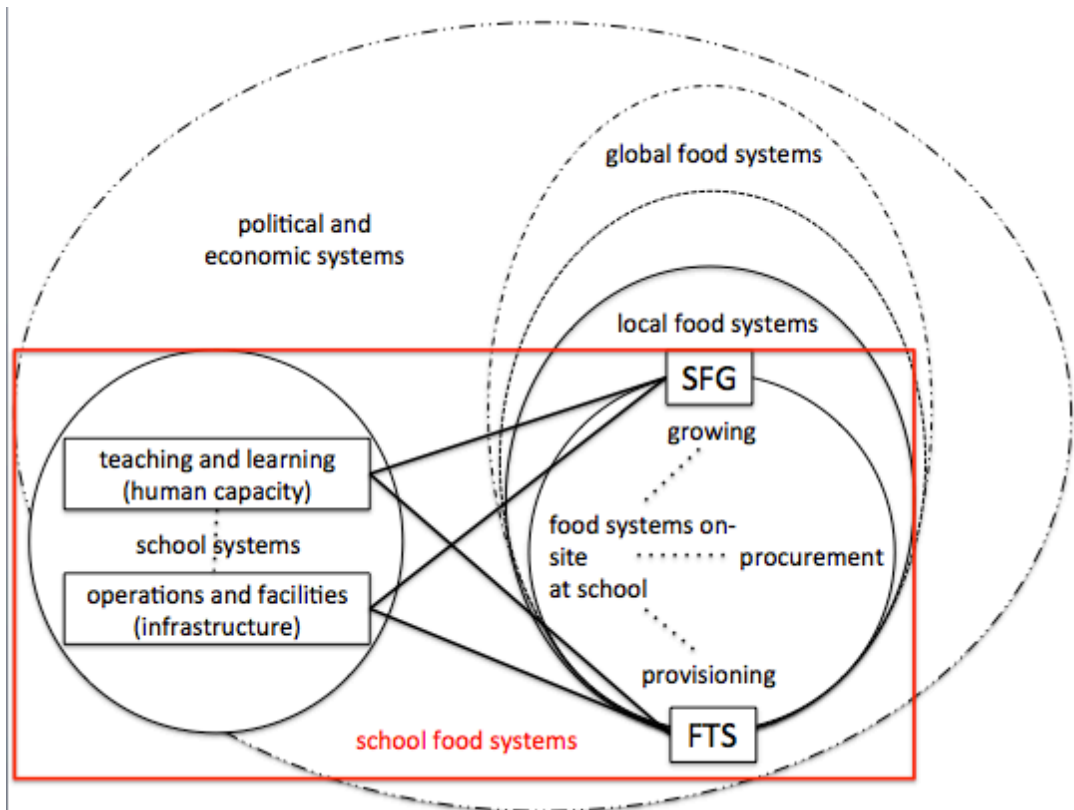 global food systems
political and
economic systems
local food systems
SFG
growing
teaching and learning
(human capacity)
school systems
food systems on-
site
at school
procurement
operations and facilities
(infrastructure)
provisioning
school food systems
FTS